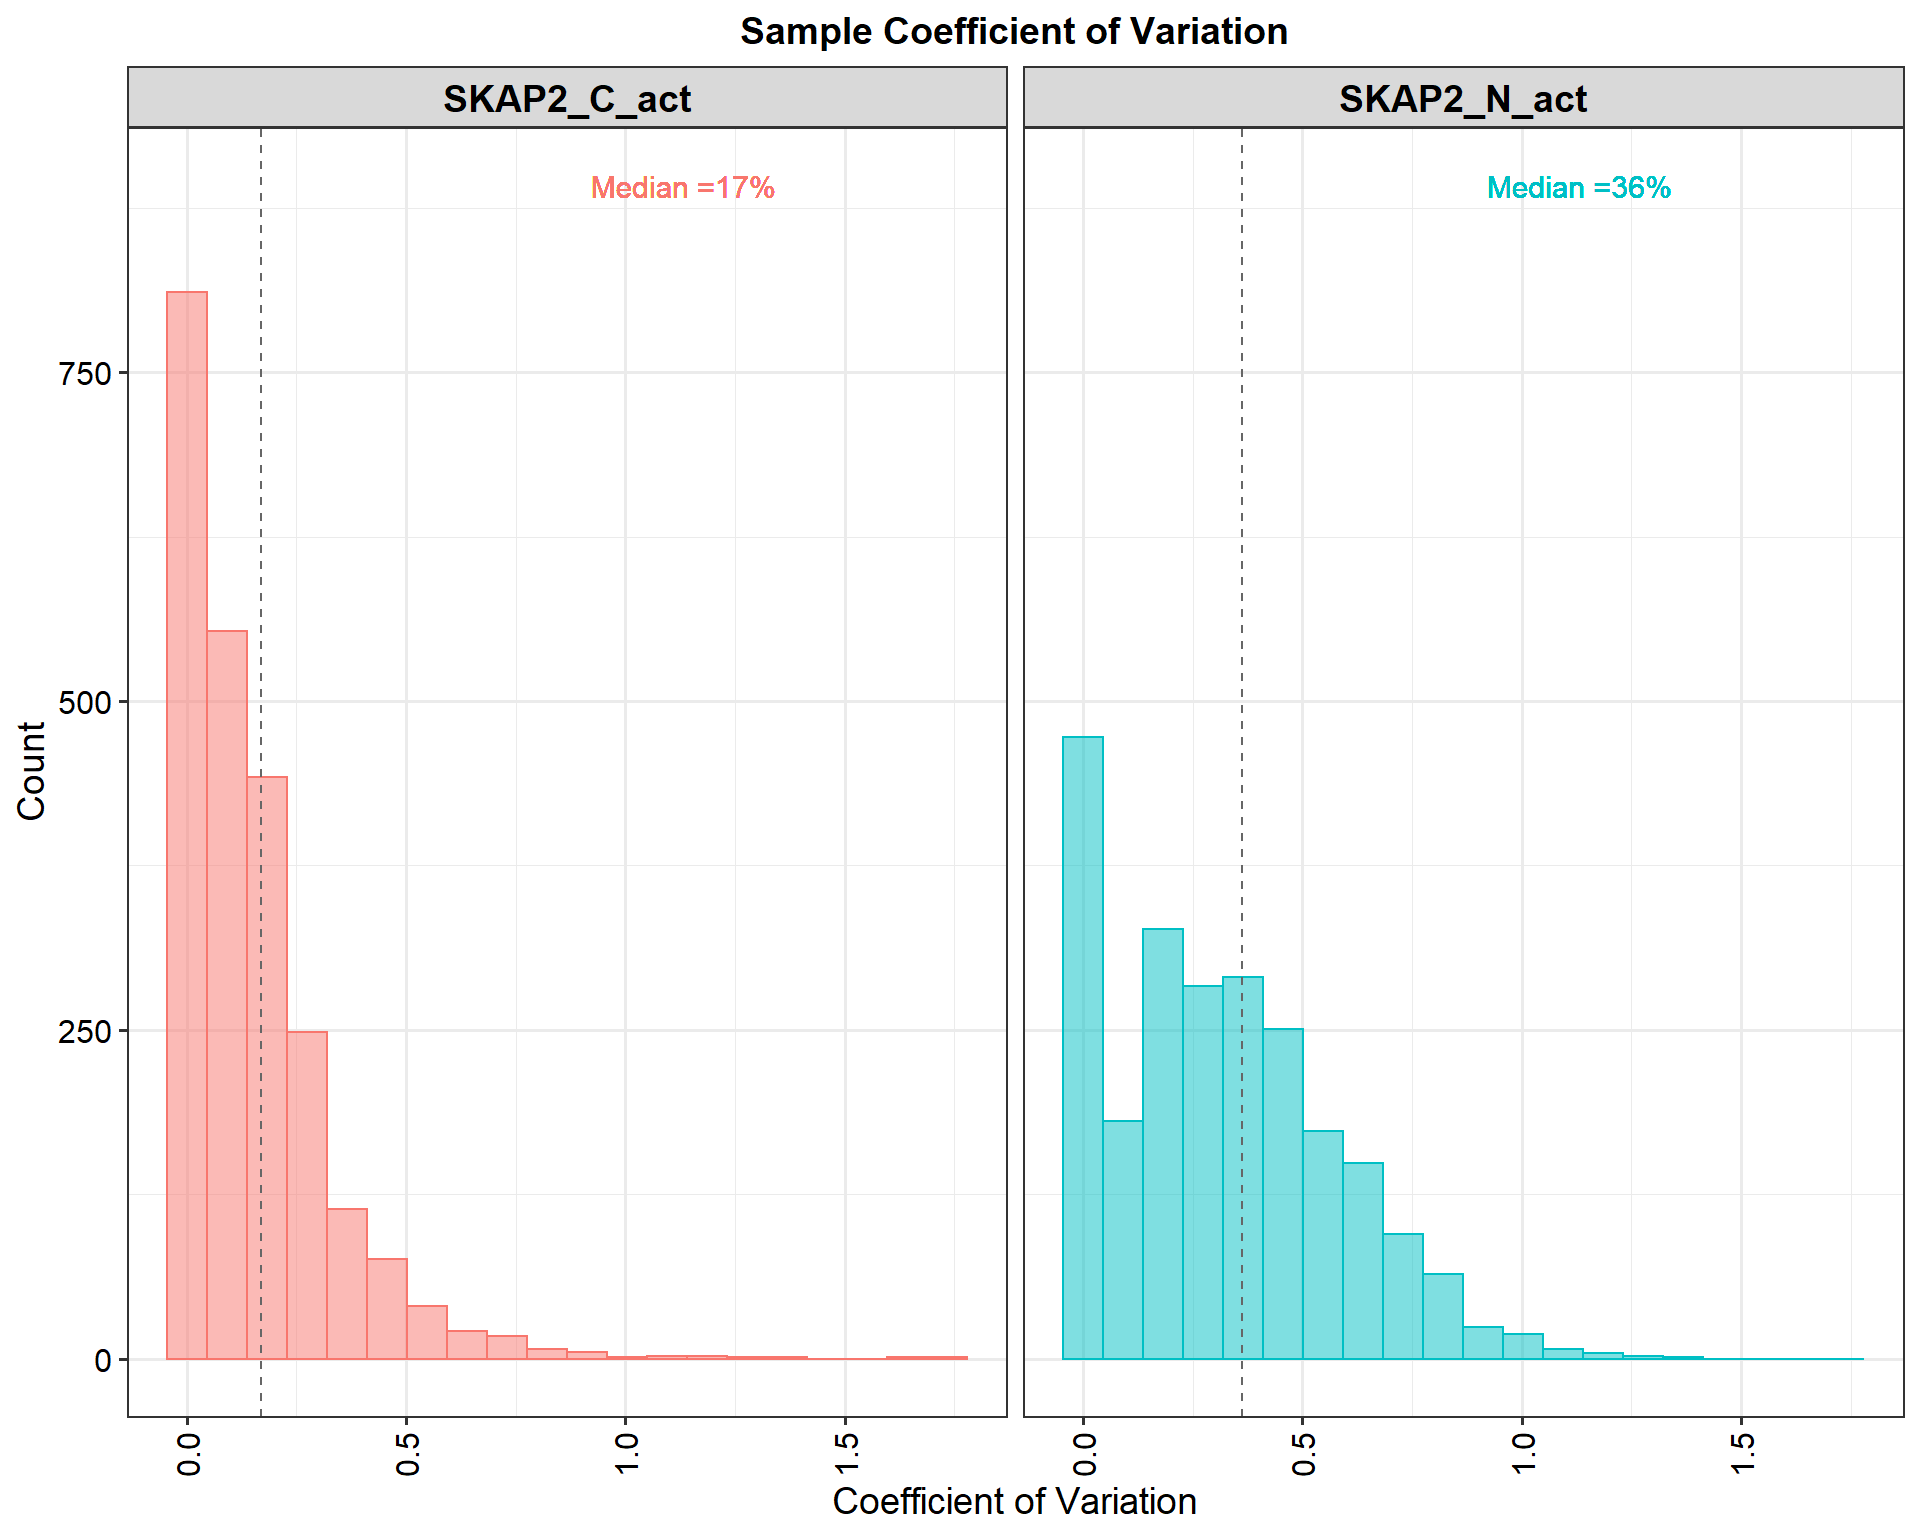 Sample Coefficient of Variation
SKAP2_C_act
SKAP2_N_act
Median =17%
Median =36%
Count
750
500
250
0
0.0
0.5
1.0
1.5
0.0
0.5
1.0
1.5
Coefficient of Variation